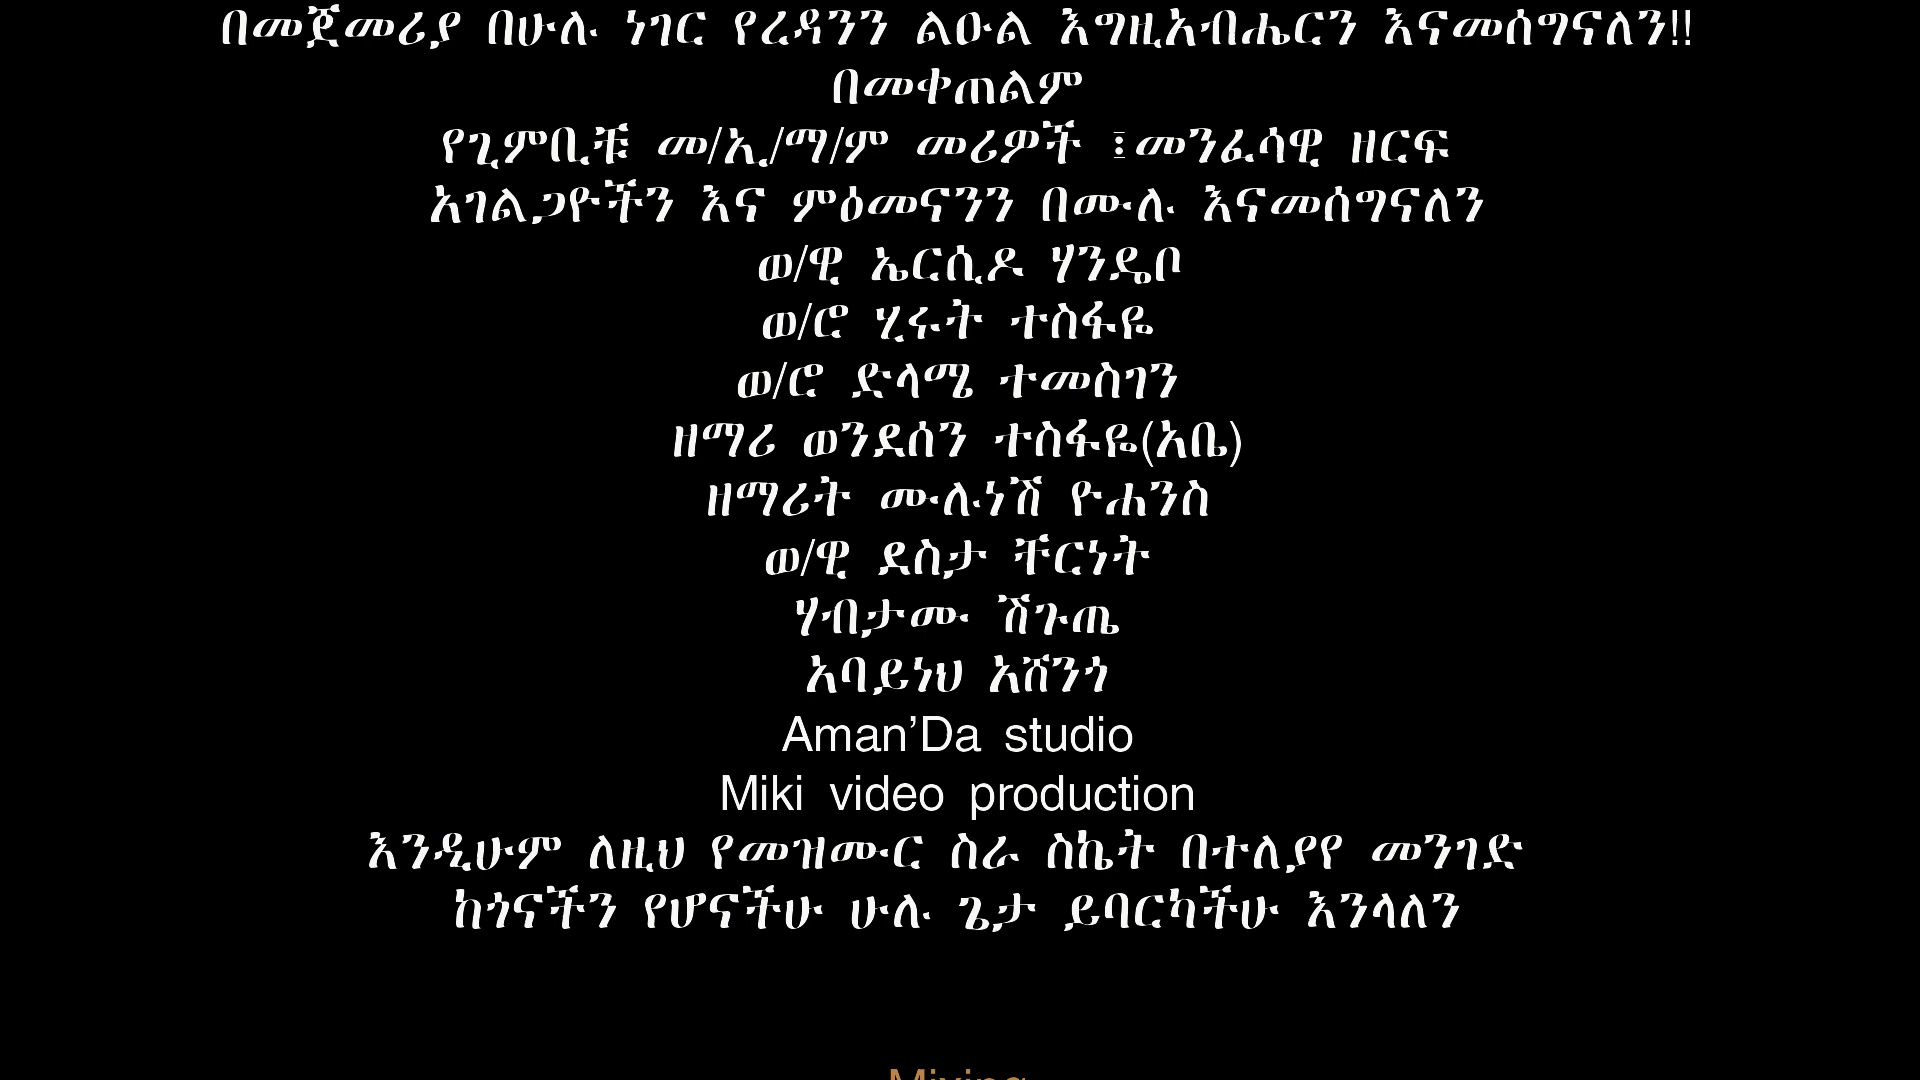 በመጀመሪያ በሁሉ ነገር የረዳንን ልዑል እግዚአብሔርን እናመሰግናለን!!
በመቀጠልም
የጊምቢቹ መ/ኢ/ማ/ም መሪዎች ፤መንፈሳዊ ዘርፍ
አገልጋዮችን እና ምዕመናንን በሙሉ እናመሰግናለን
ወ/ዊ ኤርሲዶ ሃንዴቦ
ወ/ሮ ሂሩት ተስፋዬ
ወ/ሮ ድላሜ ተመስገን
ዘማሪ ወንደሰን ተስፋዬ(አቤ)
ዘማሪት ሙሉነሽ ዮሐንስ
ወ/ዊ ደስታ ቸርነት
ሃብታሙ ሽጉጤ
አባይነህ አሸንጎ
Aman’Da studio
Miki video production
እንዲሁም ለዚህ የመዝሙር ስራ ስኬት በተለያየ መንገድ
ከጎናችን የሆናችሁ ሁሉ ጌታ ይባርካችሁ እንላለን
Mixing